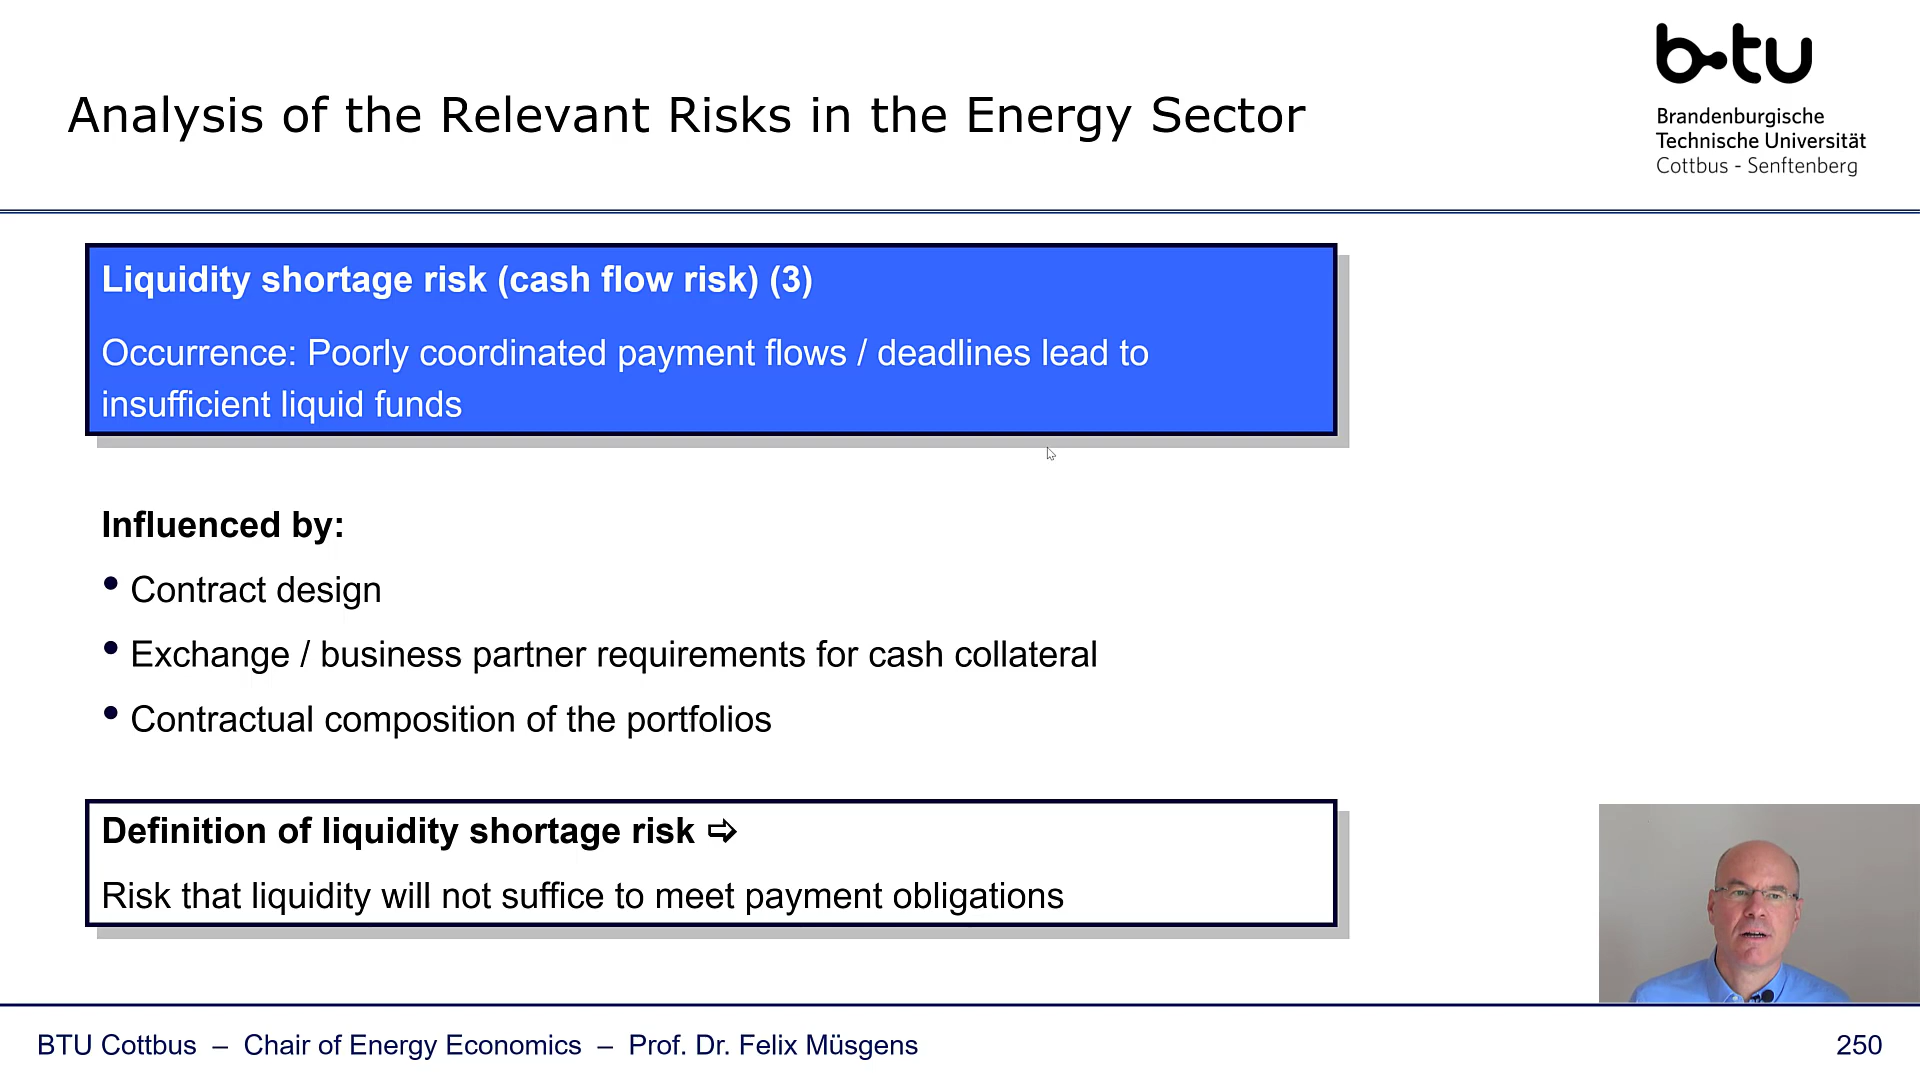 Analysis of the Relevant Risks in the Energy Sector
b-tu
Brandenburgische
Technische Universität
Cottbus - Senftenberg
Liquidity shortage risk (cash flow risk) (3)
Occurrence: Poorly coordinated payment flows / deadlines lead to
insufficient liquid funds
Influenced by:
• Contract design
• Exchange / business partner requirements for cash collateral
• Contractual composition of the portfolios
Definition of liquidity shortage risk ⇨
Risk that liquidity will not suffice to meet payment obligations
BTU Cottbus – Chair of Energy Economics – Prof. Dr. Felix Müsgens
250